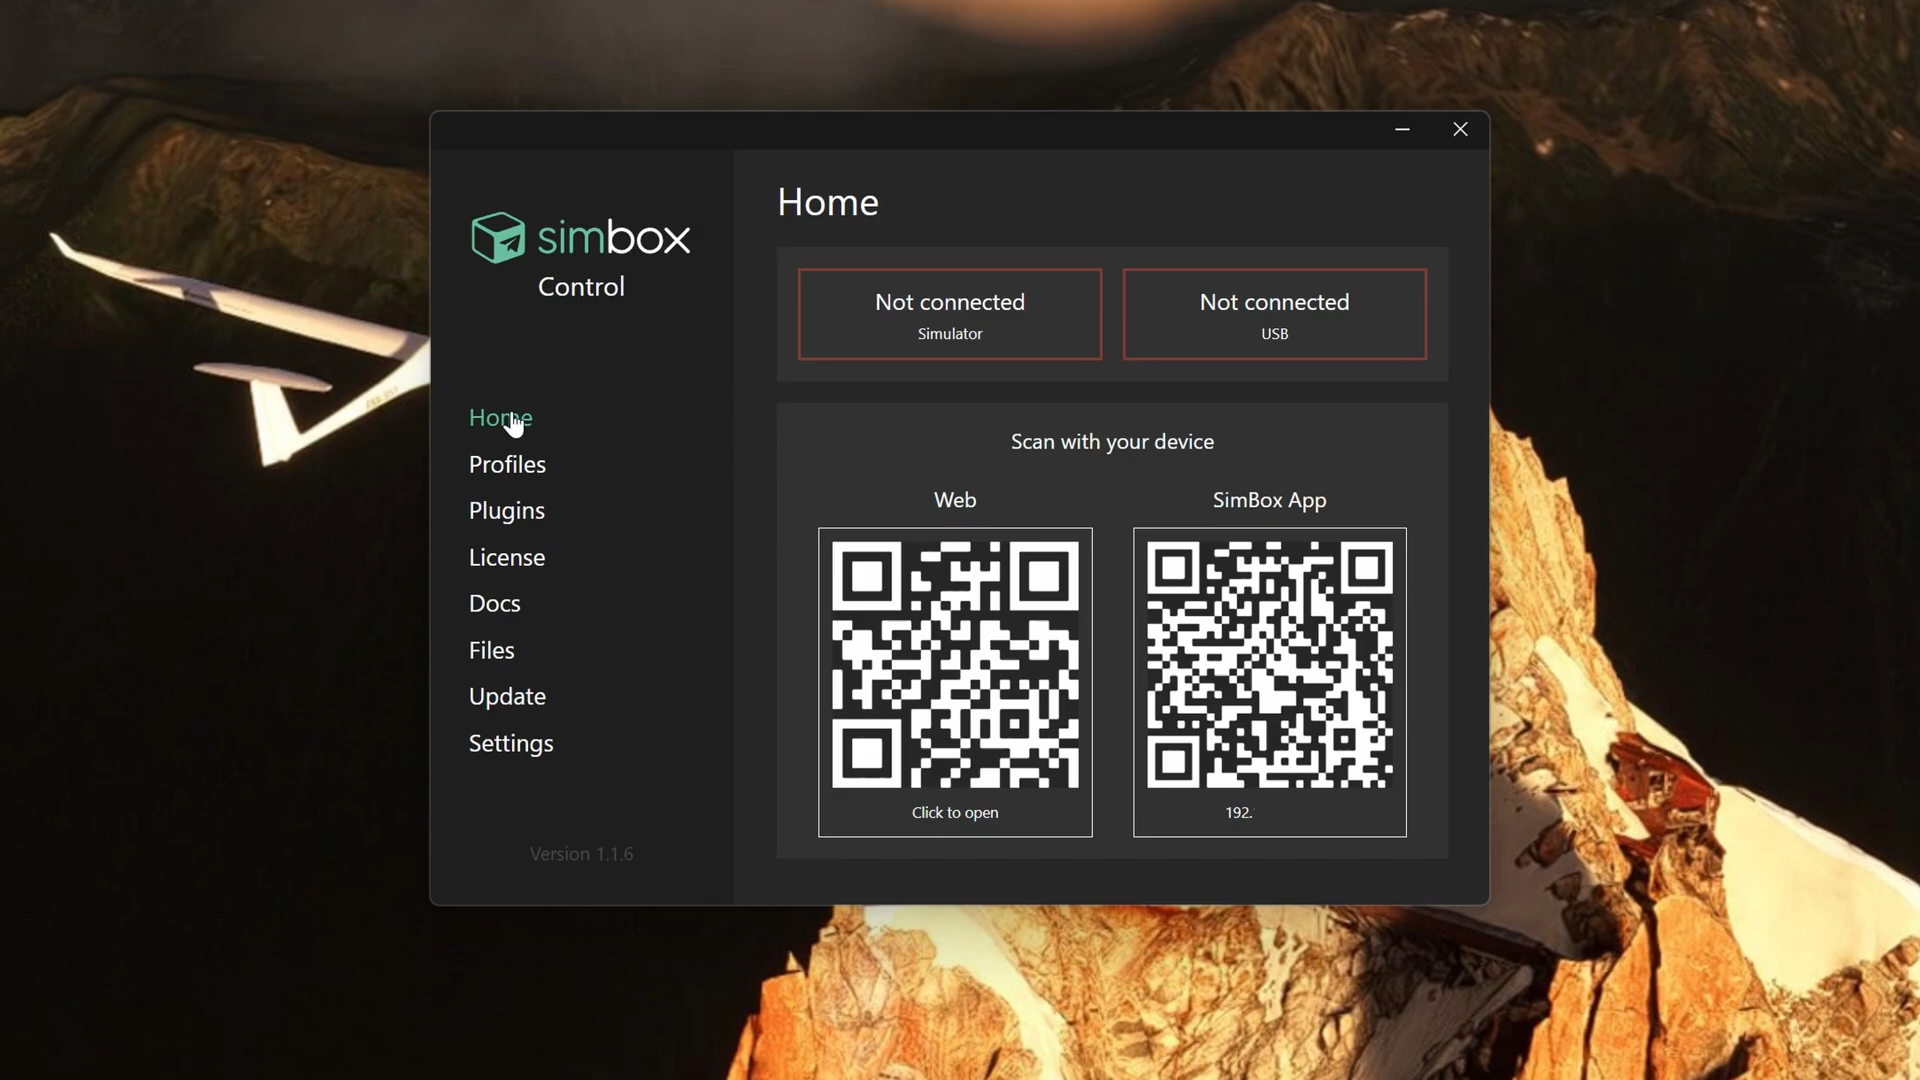 simbox
Control
Home
Profiles
Plugins
License
Docs
Files
Update
Settings
Version 1.1.6
Home
Not connected
Simulator
Not connected
USB
Scan with your device
Web
SimBox App
Click to open
192.